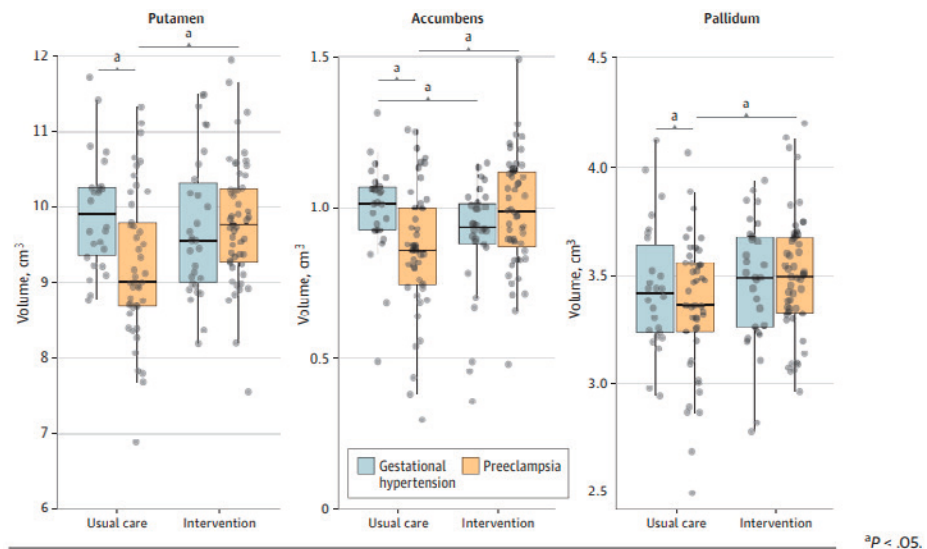 Putamen
a
a
12
11
10
9
8
7
6
Volume, cm3
Usual care
Intervention
Accumbens
a
a
a
1.5
1.0
0.5
0
Volume, cm3
Gestational
hypertension
Preeclampsia
Usual care
Intervention
Pallidum
a
a
4.5
4.0
3.5
3.0
2.5
Volume, cm3
Usual care
Intervention
aP < .05.